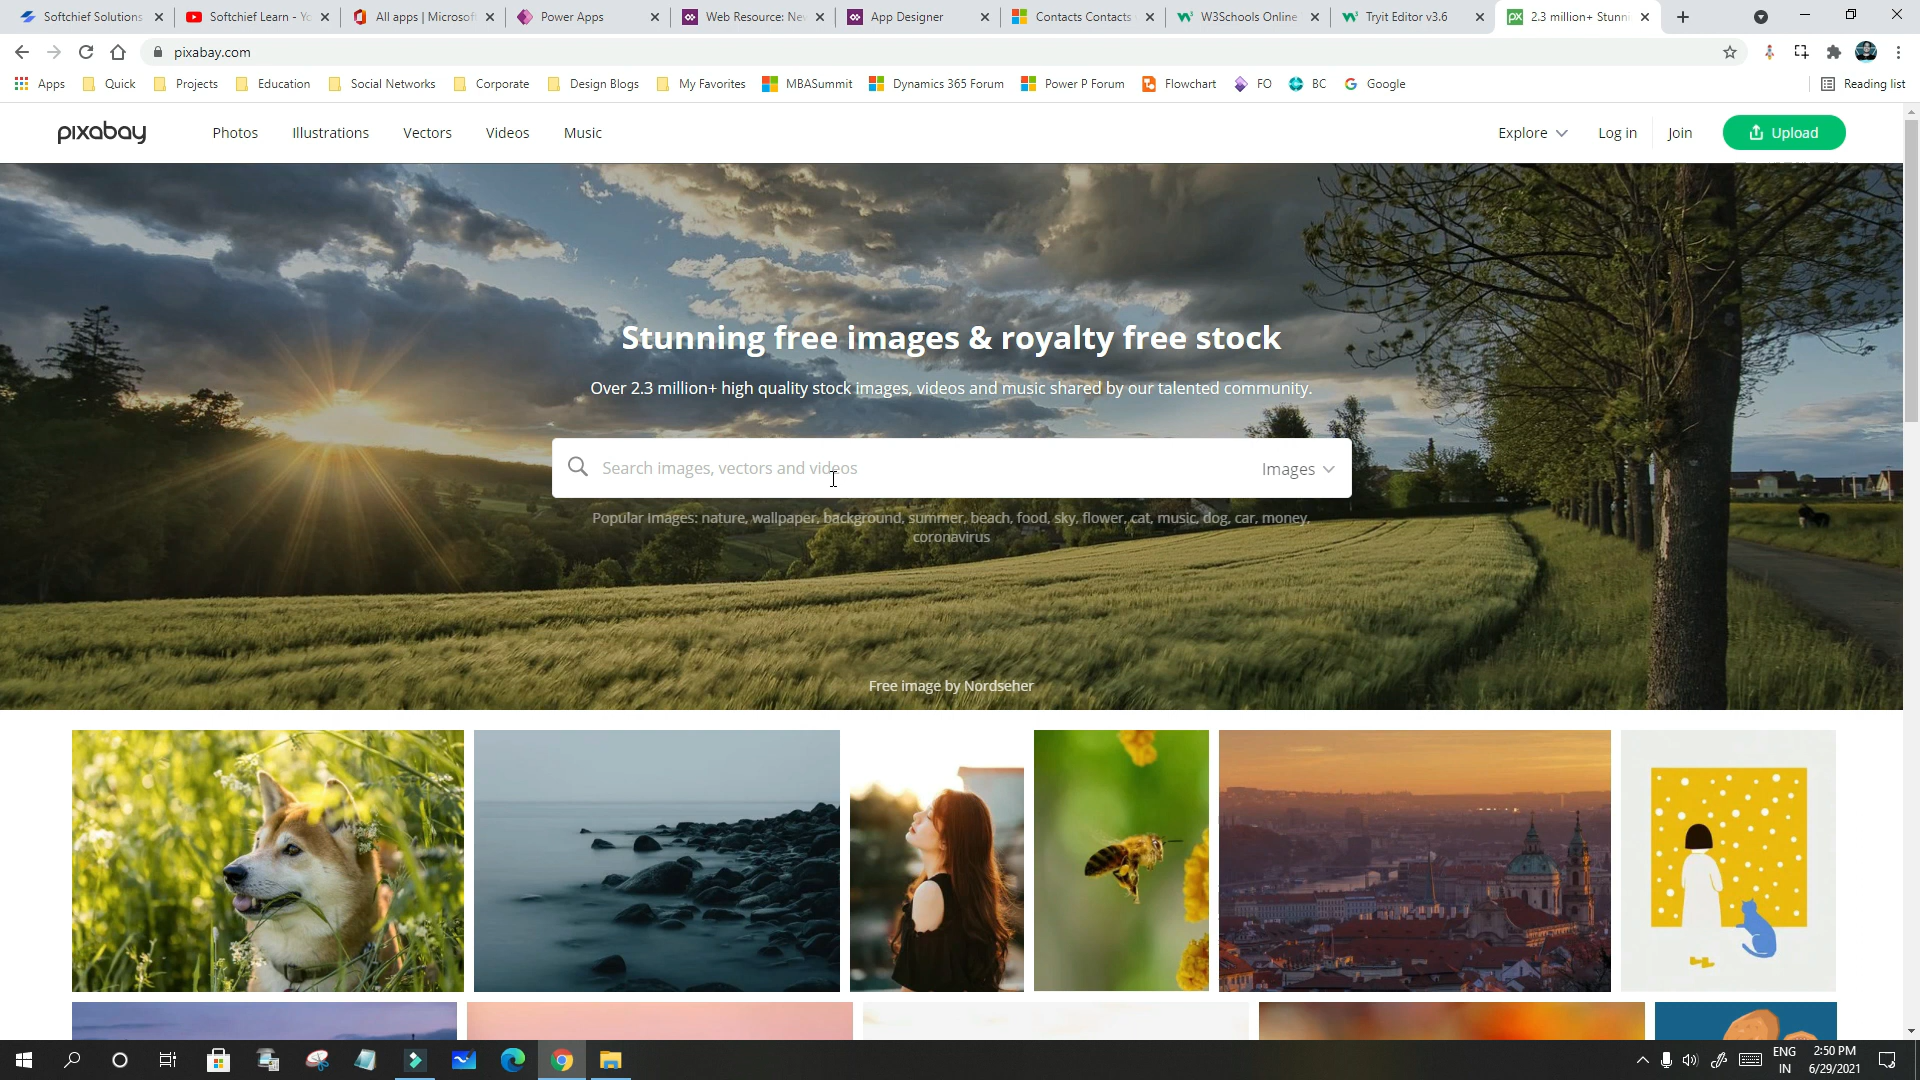 Softchief Solutions
Softchief Learn - Yo
All apps | Microsof
Power Apps
Web Resource: Ne
App Designer
Contacts Contacts
W3Schools Online
Tryit Editor v3.6
2.3 million+ Stunn
pixabay.com
Apps
Quick
Projects
Education
Social Networks
Corporate
Design Blogs
My Favorites
MBASummit
Dynamics 365 Forum
Power P Forum
Flowchart
FO
BC
Google
Reading list
pixabay
Photos
Illustrations
Vectors
Videos
Music
Explore
Log in
Join
Upload
Stunning free images & royalty free stock
Over 2.3 million+ high quality stock images, videos and music shared by our talented community.
Search images, vectors and videos
Images
Popular Images: nature, wallpaper, background, summer, beach, food, sky, flower, cat, music, dog, car, money,
coronavirus
Free image by Nordseher
ENG
IN
2:50 PM
6/29/2021